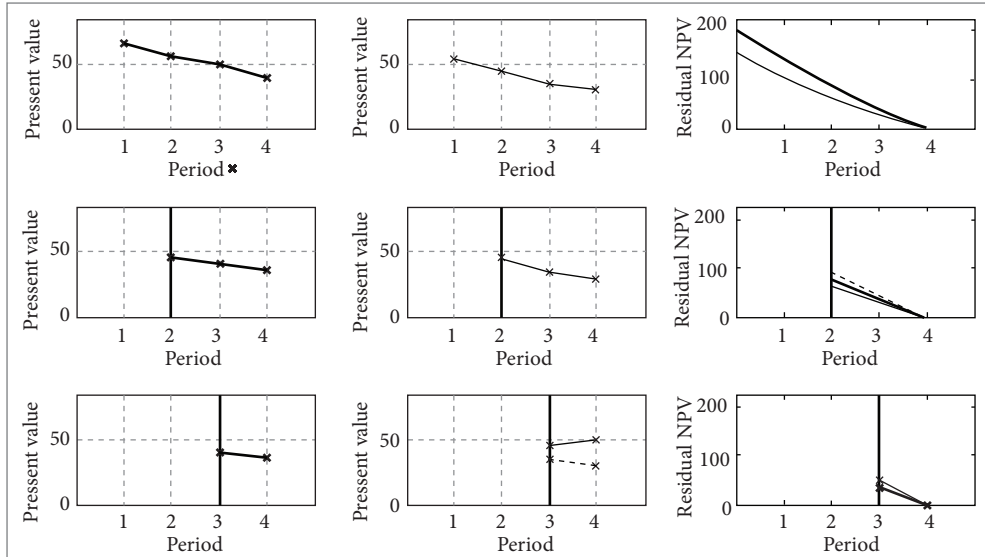 Pressent value
50
0
1 2 3 4
Period
Pressent value
50
0
1 2 3 4
Period
Residual NPV
200
100
0
1 2 3 4
Period
Pressent value
50
0
1 2 3 4
Period
Pressent value
50
0
1 2 3 4
Period
Residual NPV
200
100
0
1 2 3 4
Period
Pressent value
50
0
1 2 3 4
Period
Pressent value
50
0
1 2 3 4
Period
Residual NPV
200
100
0
1 2 3 4
Period